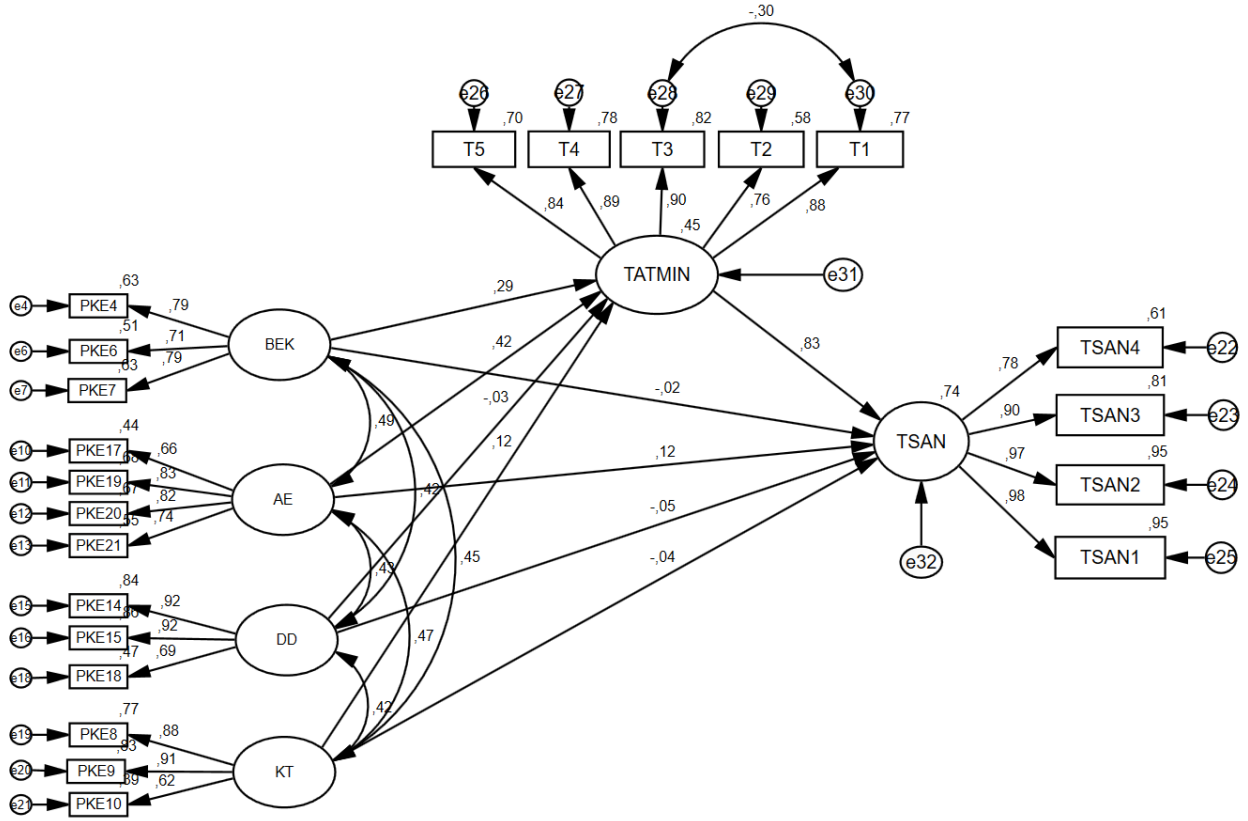 -,30
e26
e27
e28
e29
e30
,70
,78
,82
,58
,77
T5
T4
T3
T2
T1
,84
,89
,90
,76
,88
,45
TATMIN
e31
,63
e4
PKE4
,79
,51
e6
PKE6
,71
,63
e7
PKE7
,79
BEK
,29
,42
-,03
,12
,83
-,02
,49
,44
e10
PKE17
,66
,68
e11
PKE19
,83
,67
e12
PKE20
,82
,55
e13
PKE21
,74
AE
,12
,42
-,05
,45
-,04
,43
,84
e15
PKE14
,92
,86
e16
PKE15
,92
,47
e18
PKE18
,69
DD
,47
,42
,77
e19
PKE8
,88
,83
e20
PKE9
,91
,39
e21
PKE10
,62
KT
,74
TSAN
e32
,61
,78
TSAN4
e22
,81
,90
TSAN3
e23
,95
,97
TSAN2
e24
,95
,98
TSAN1
e25